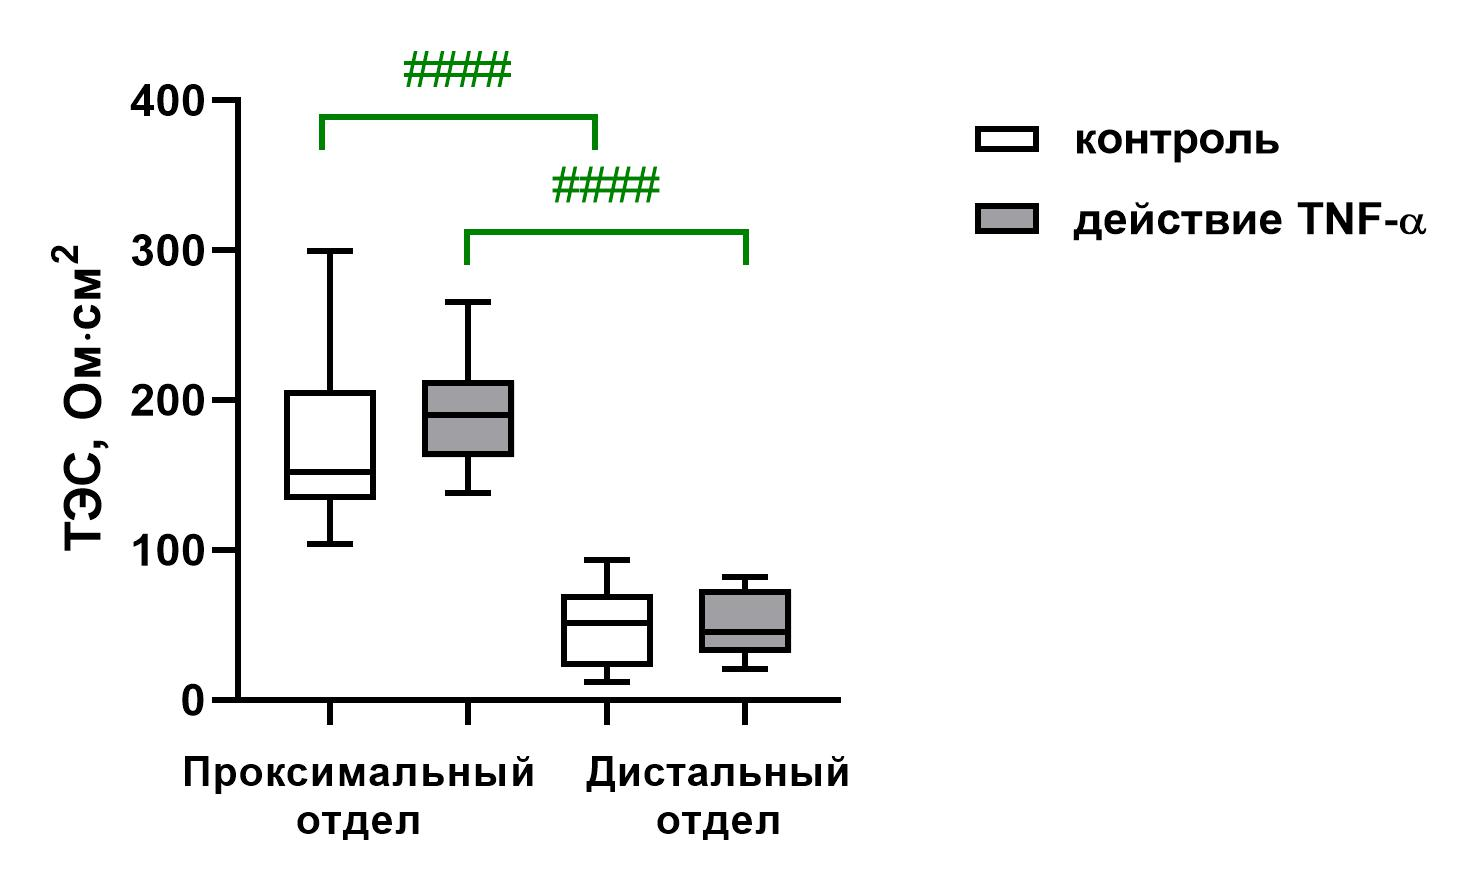 ####
400
####
300
200
100
0
ТЭС, Ом·см²
Проксимальный
отдел
Дистальный
отдел
контроль
действие TNF-α